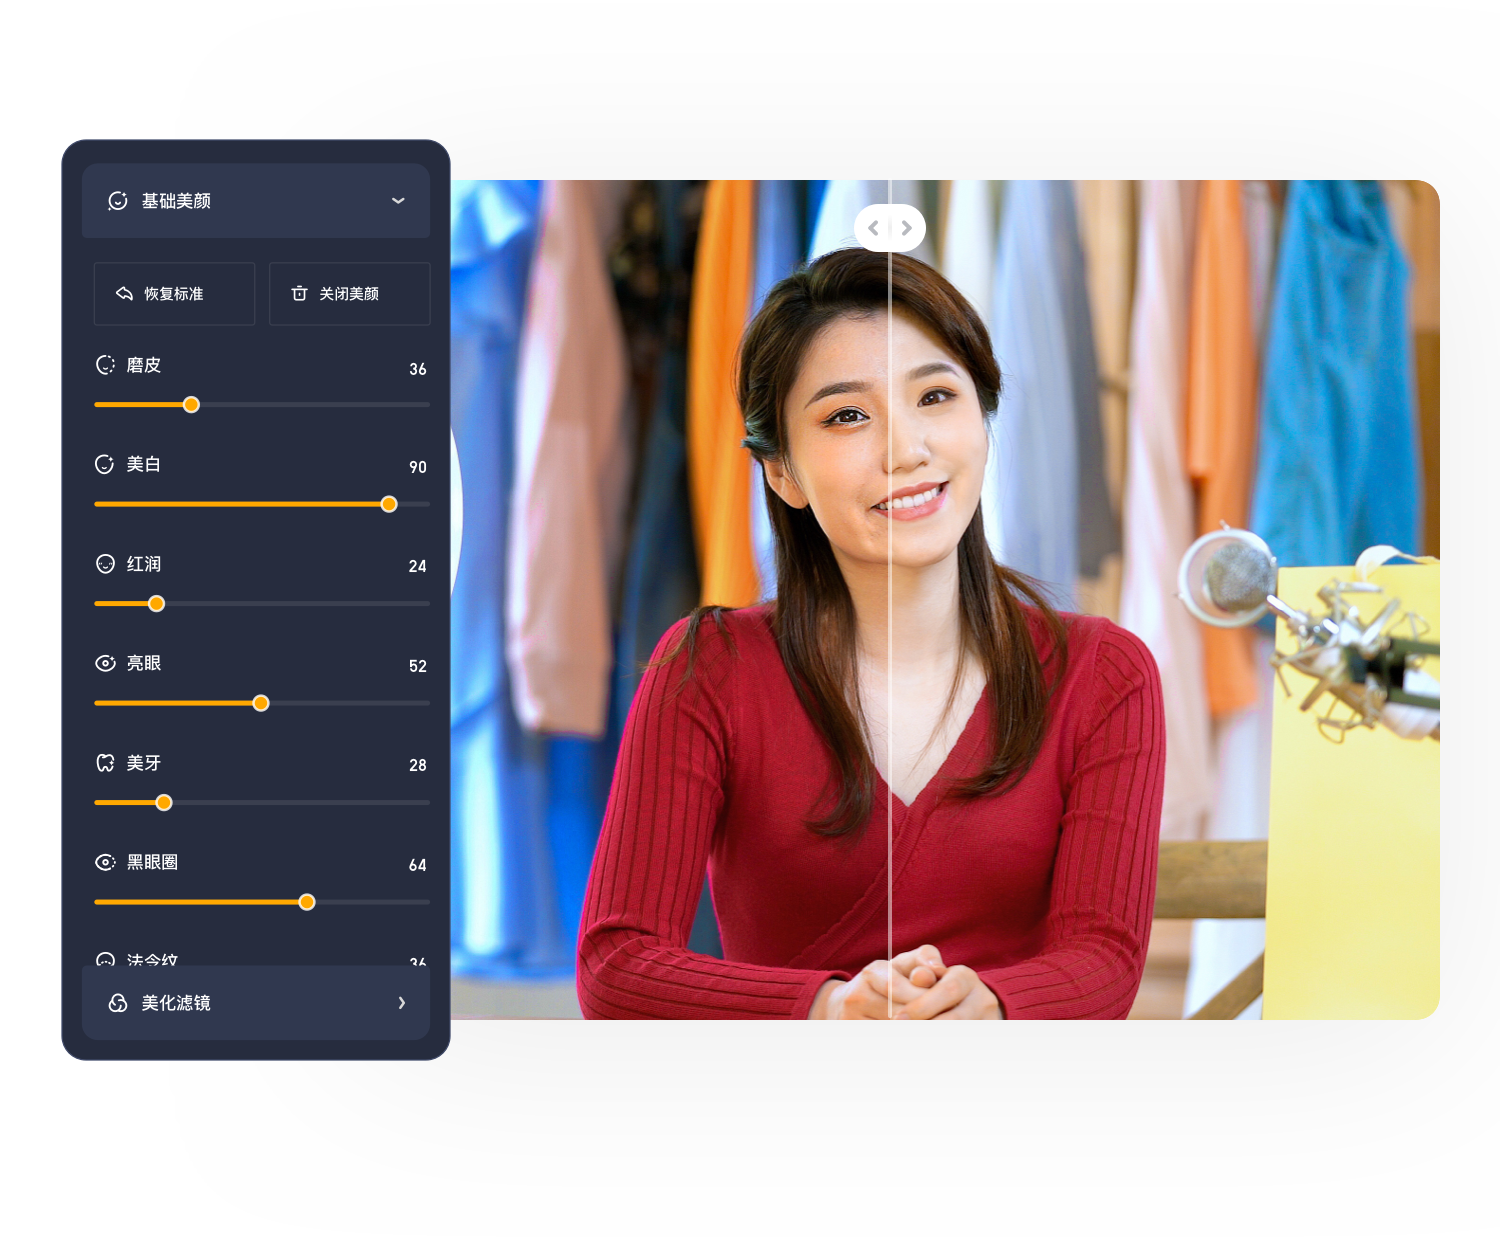 基础美颜
恢复标准 关闭美颜
磨皮 36
美白 90
红润 24
亮眼 52
美牙 28
黑眼圈 64
法令纹 36
美化滤镜